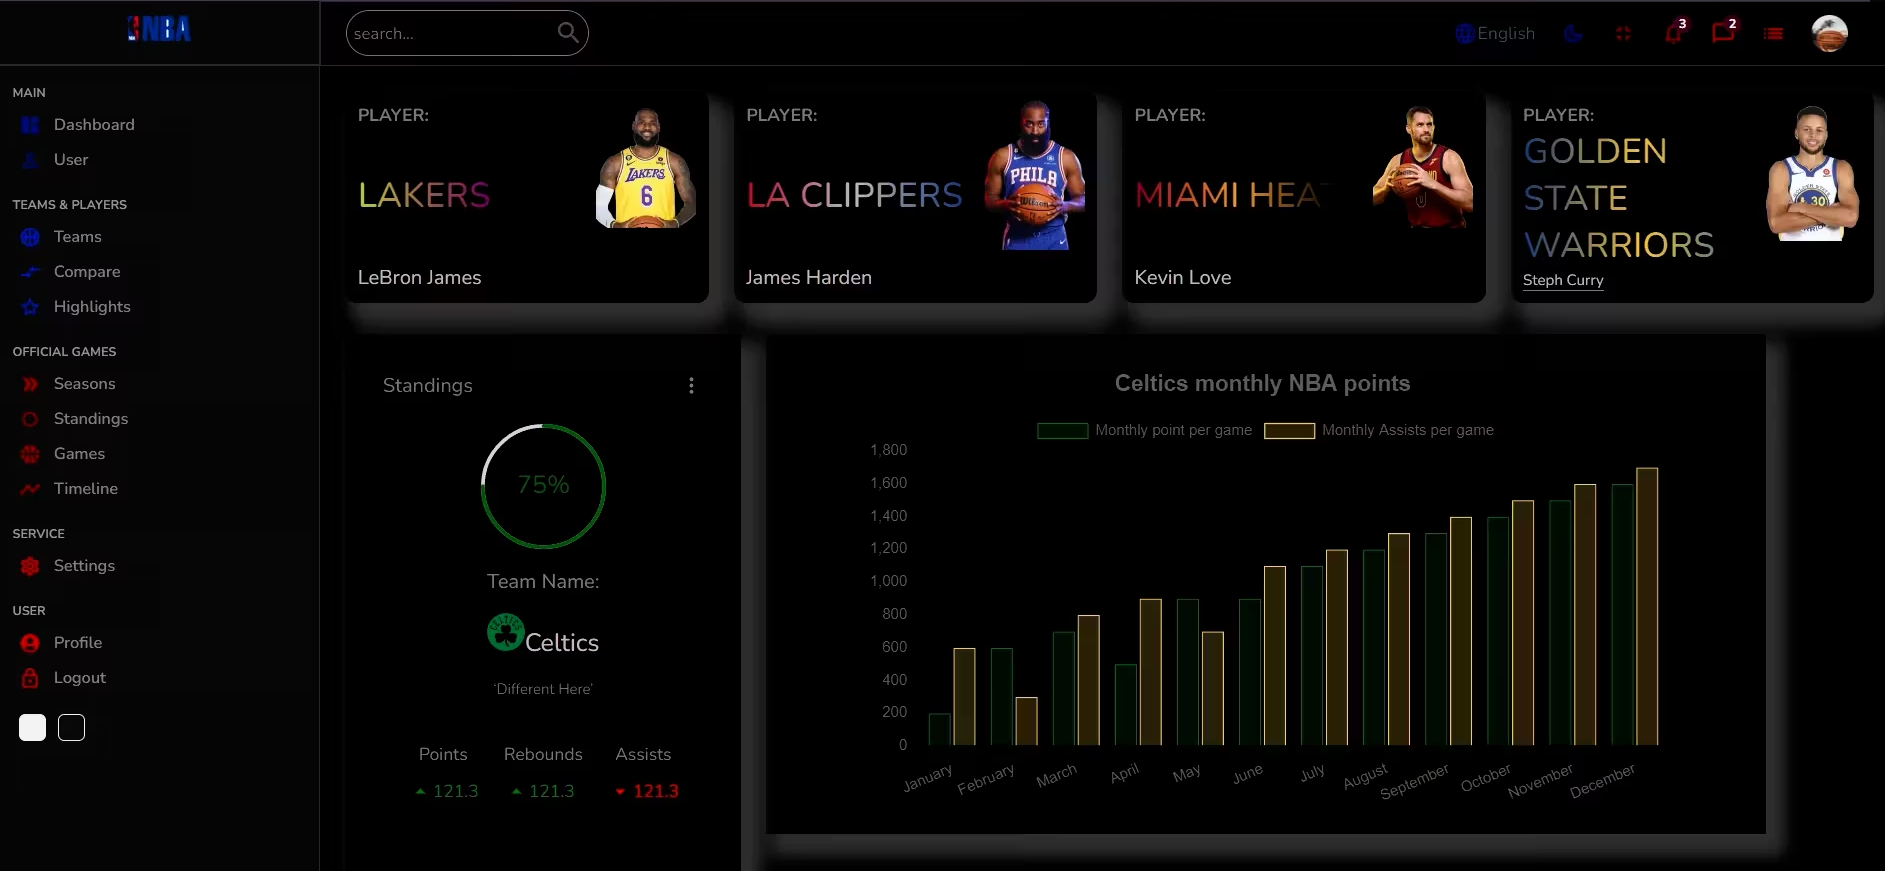 NBA
search...
English
3
2
MAIN
Dashboard
User
TEAMS & PLAYERS
Teams
Compare
Highlights
OFFICIAL GAMES
Seasons
Standings
Games
Timeline
SERVICE
Settings
USER
Profile
Logout
PLAYER:
LAKERS
LAKERS
6
LeBron James
PLAYER:
LA CLIPPERS
PHILA
James Harden
PLAYER:
MIAMI HEA
Kevin Love
PLAYER:
GOLDEN
STATE
WARRIORS
30
Steph Curry
Standings
75%
Team Name:
Celtics
‘Different Here’
Points Rebounds Assists
121.3 121.3 121.3
Celtics monthly NBA points
Monthly point per game Monthly Assists per game
1,800
1,600
1,400
1,200
1,000
800
600
400
200
0
January February March April May June July August September October November December